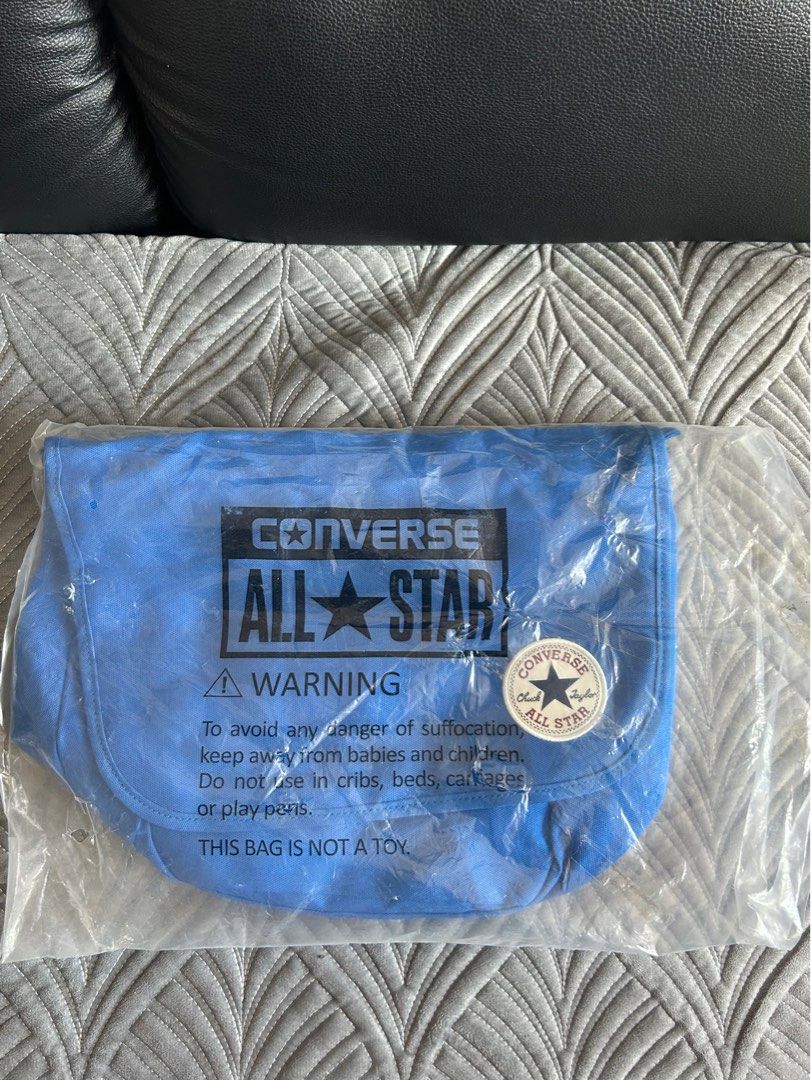 CONVERSE
ALL★STAR
⚠ WARNING
To avoid any danger of suffocation,
keep away from babies and children.
Do not use in cribs, beds, carriages
or play pens.
THIS BAG IS NOT A TOY.
CONVERSE
Chuck Taylor
ALL STAR